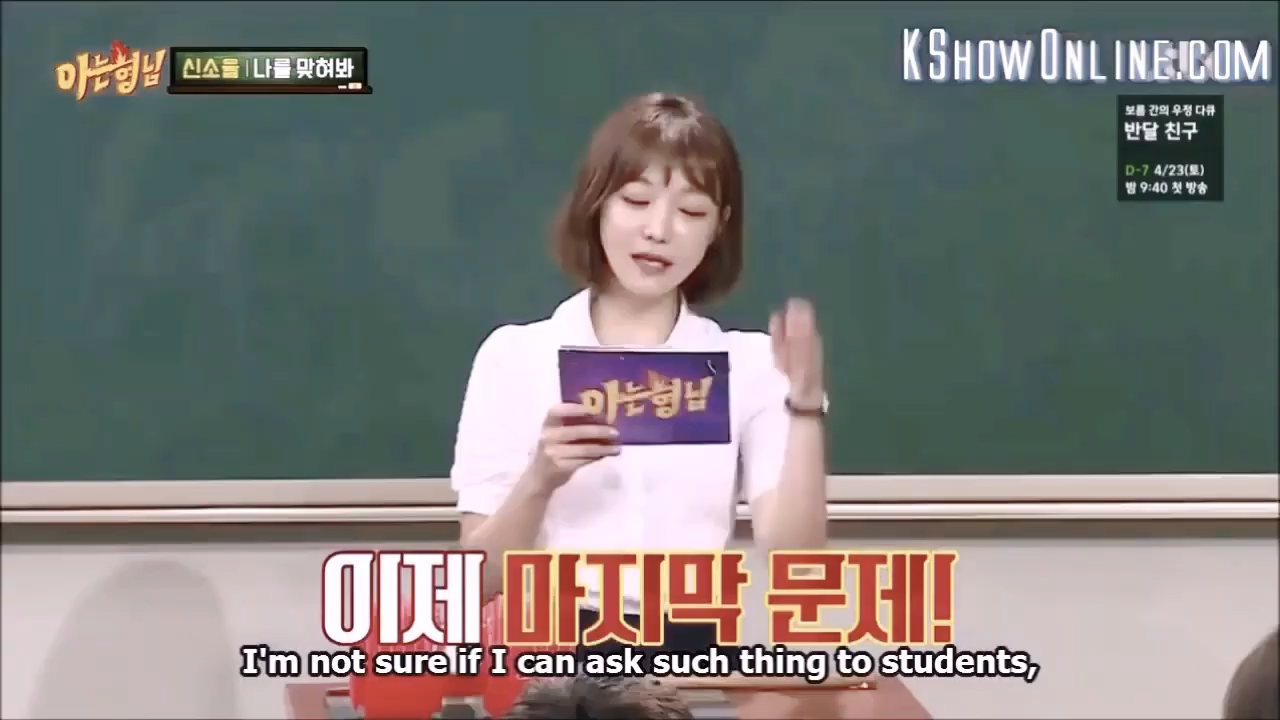 아는형님
신소율 | 나를 맞혀봐
KSHOWONLINE.COM
보름 간의 우정 다큐
반달 친구
D-7 4/23(토)
밤 9:40 첫 방송
아는형님
이제 마지막 문제!
I'm not sure if I can ask such thing to students,